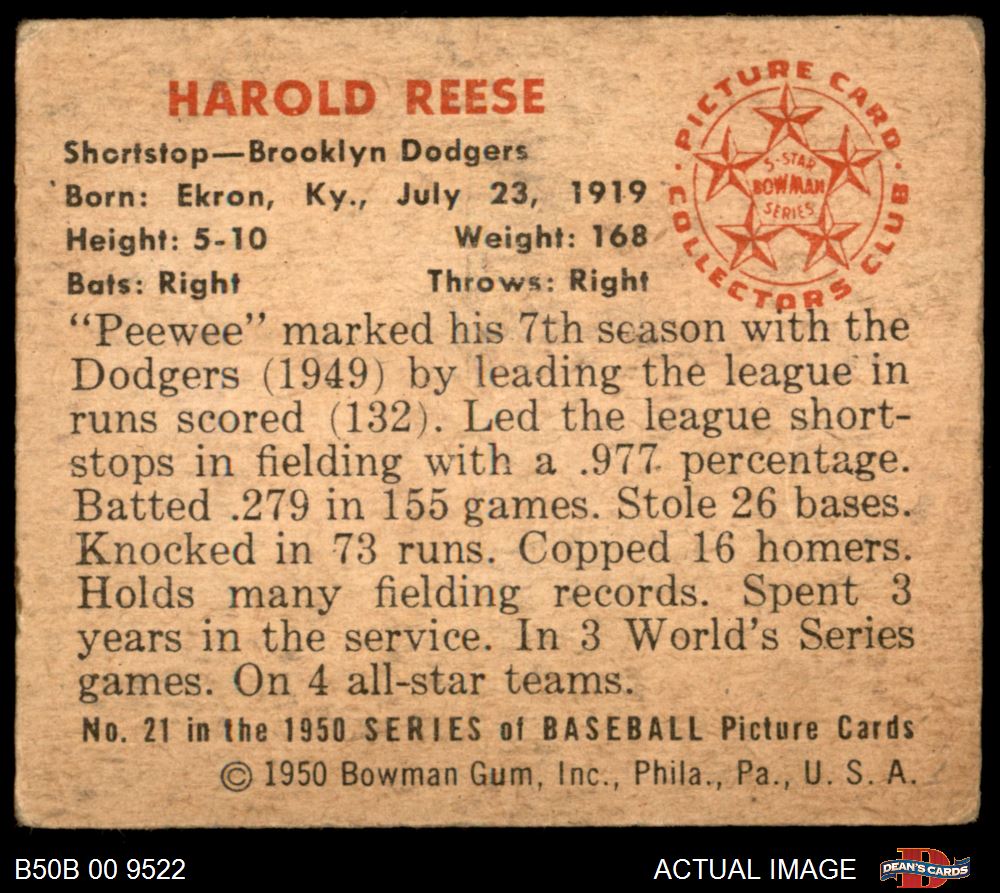 HAROLD REESE
Shortstop—Brooklyn Dodgers
Born: Ekron, Ky., July 23, 1919
Height: 5-10 Weight: 168
Bats: Right Throws: Right
PICTURE CARD COLLECTORS CLUB
5-STAR
BOWMAN
SERIES
"Peewee" marked his 7th season with the
Dodgers (1949) by leading the league in
runs scored (132). Led the league short-
stops in fielding with a .977 percentage.
Batted .279 in 155 games. Stole 26 bases.
Knocked in 73 runs. Copped 16 homers.
Holds many fielding records. Spent 3
years in the service. In 3 World's Series
games. On 4 all-star teams.
No. 21 in the 1950 SERIES of BASEBALL Picture Cards
© 1950 Bowman Gum, Inc., Phila., Pa., U. S. A.
B50B 00 9522
ACTUAL IMAGE
D
DEAN'S CARDS